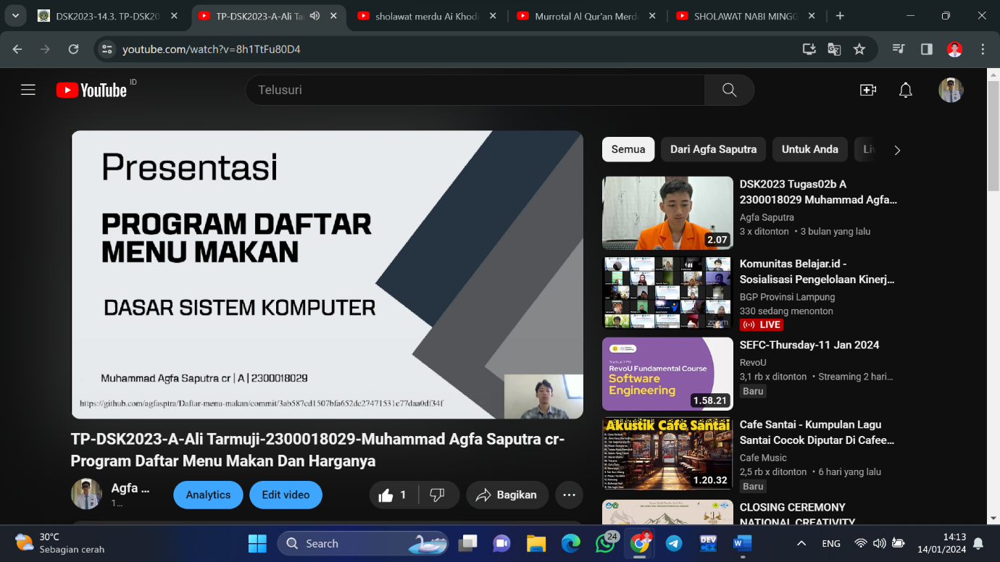 DSK2023-14.3. TP-DSK20
TP-DSK2023-A-Ali Ta
sholawat merdu Ai Khodi
Murrotal Al Qur'an Merd
SHOLAWAT NABI MINGG
youtube.com/watch?v=8h1TtFu80D4
YouTube ID
Telusuri
Presentasi
PROGRAM DAFTAR
MENU MAKAN
DASAR SISTEM KOMPUTER
Muhammad Agfa Saputra cr | A | 2300018029
https://github.com/agfasptra/Daftar-menu-makan/commit/3ab587cd1507bfa652dc27471531c77daa0df34f
TP-DSK2023-A-Ali Tarmuji-2300018029-Muhammad Agfa Saputra cr-
Program Daftar Menu Makan Dan Harganya
Agfa ...
1...
Analytics
Edit video
1
Bagikan
Semua
Dari Agfa Saputra
Untuk Anda
Li
2.07
DSK2023 Tugas02b A
2300018029 Muhammad Agfa...
Agfa Saputra
3 x ditonton • 3 bulan yang lalu
zoom
Komunitas Belajar.id -
Sosialisasi Pengelolaan Kinerj...
BGP Provinsi Lampung
330 sedang menonton
LIVE
Starts at 7 PM
RevoU Fundamental Course
Software
Engineering
1.58.21
SEFC-Thursday-11 Jan 2024
RevoU
3,1 rb x ditonton • Streaming 2 hari...
Baru
Akustik Cafe Santai
1.20.32
Cafe Santai - Kumpulan Lagu
Santai Cocok Diputar Di Cafee...
Cafe Music
2,5 rb x ditonton • 6 hari yang lalu
Baru
CLOSING CEREMONY
NATIONAL CREATIVITY
30°C
Sebagian cerah
Search
24
DEV
ENG
14:13
14/01/2024